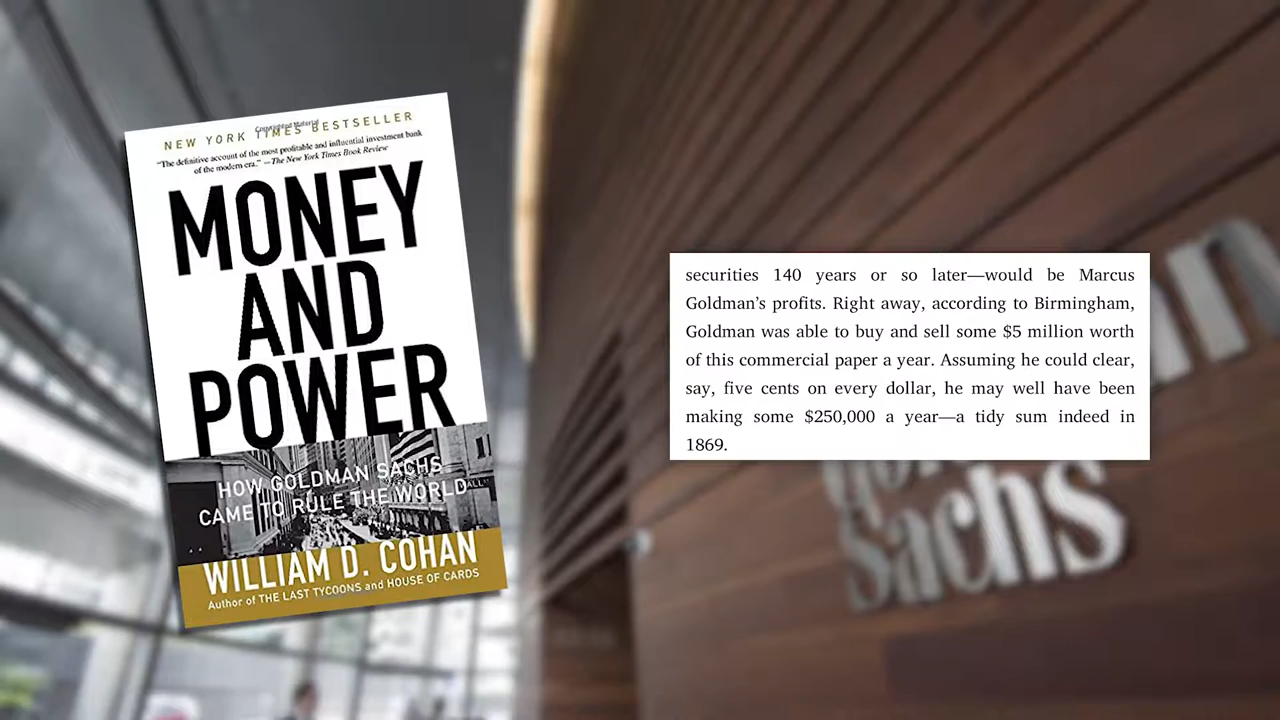 Copyrighted Material
NEW YORK TIMES BESTSELLER
"The definitive account of the most profitable and influential investment bank
of the modern era." —The New York Times Book Review
MONEY
AND
POWER
HOW GOLDMAN SACHS
CAME TO RULE THE WORLD
WILLIAM D. COHAN
Author of THE LAST TYCOONS and HOUSE OF CARDS
securities 140 years or so later—would be Marcus
Goldman's profits. Right away, according to Birmingham,
Goldman was able to buy and sell some $5 million worth
of this commercial paper a year. Assuming he could clear,
say, five cents on every dollar, he may well have been
making some $250,000 a year—a tidy sum indeed in
1869.
Sachs